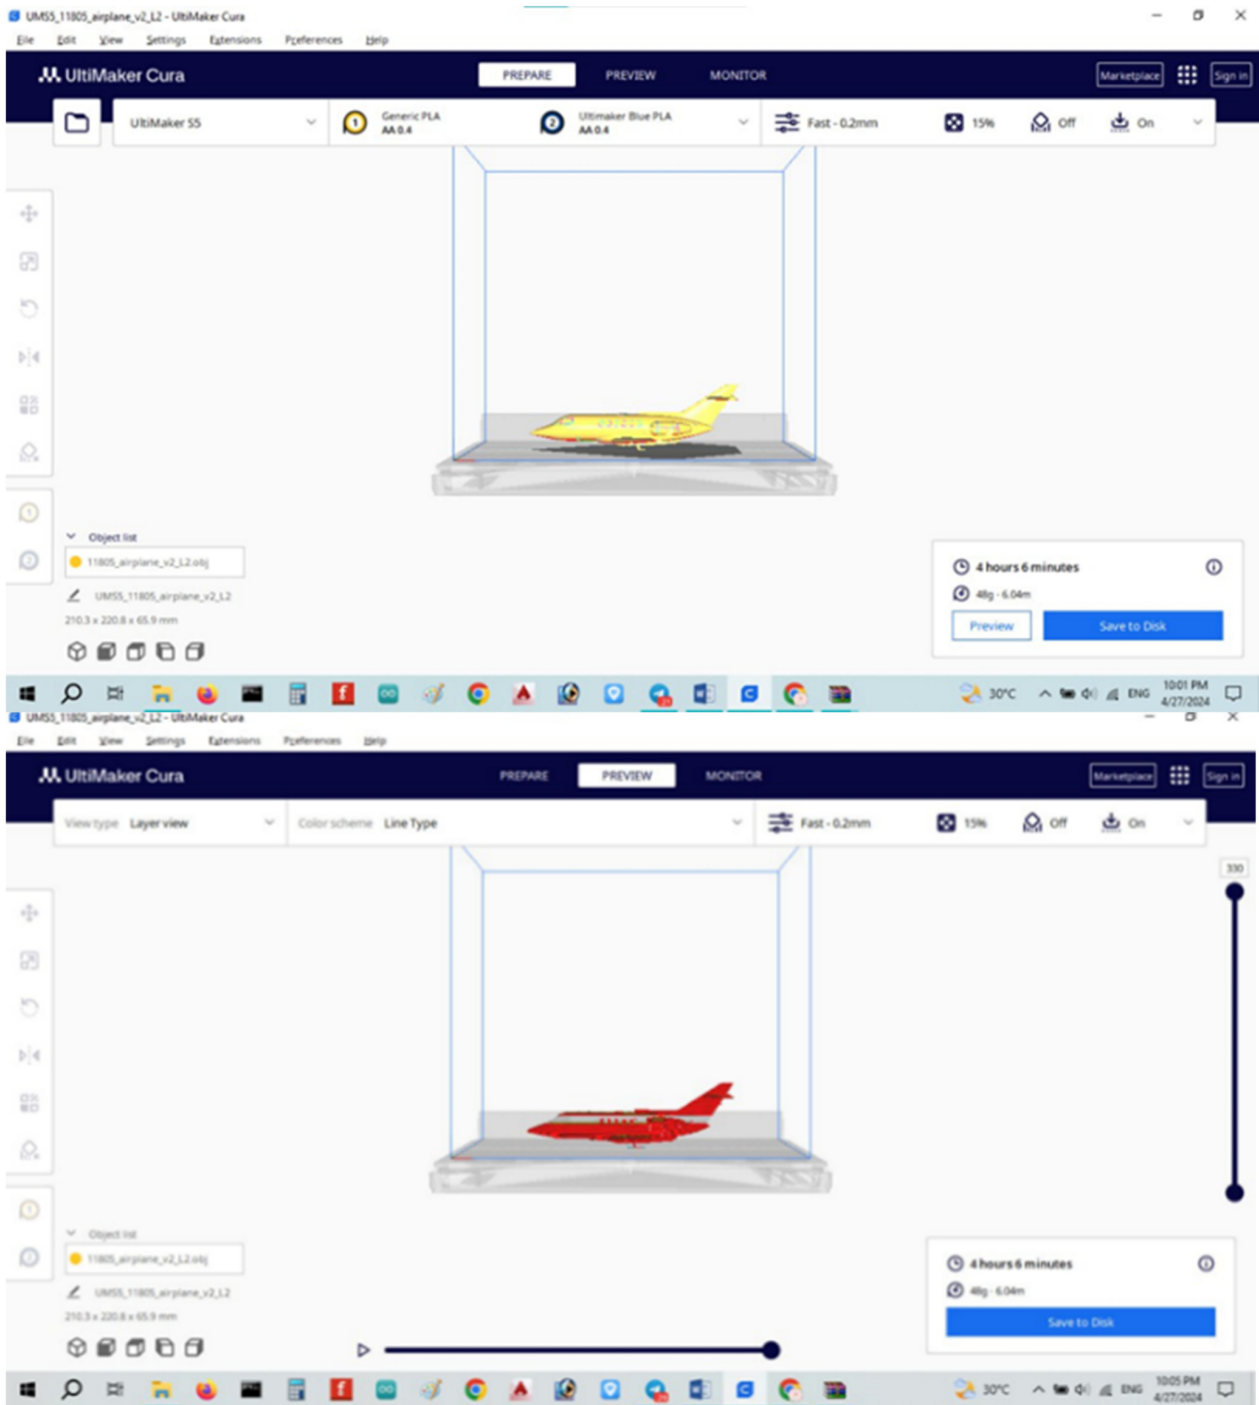 UMS5_11805_airplane_v2_L2 - UltiMaker Cura
File Edit View Settings Extensions Preferences Help
UltiMaker Cura PREPARE PREVIEW MONITOR Marketplace Sign in
UltiMaker S5 1 Generic PLA AA 0.4 2 Ultimaker Blue PLA AA 0.4 Fast - 0.2mm 15% Off On
1
2
Object list
11805_airplane_v2_L2.obj
UMS5_11805_airplane_v2_L2
210.3 x 220.8 x 65.9 mm
4 hours 6 minutes
48g · 6.04m
Preview Save to Disk
30°C ENG 10:01 PM
4/27/2024
UMS5_11805_airplane_v2_L2 - UltiMaker Cura
File Edit View Settings Extensions Preferences Help
UltiMaker Cura PREPARE PREVIEW MONITOR Marketplace Sign in
View type Layer view Color scheme Line Type Fast - 0.2mm 15% Off On
330
1
2
Object list
11805_airplane_v2_L2.obj
UMS5_11805_airplane_v2_L2
210.3 x 220.8 x 65.9 mm
4 hours 6 minutes
48g · 6.04m
Save to Disk
30°C ENG 10:05 PM
4/27/2024